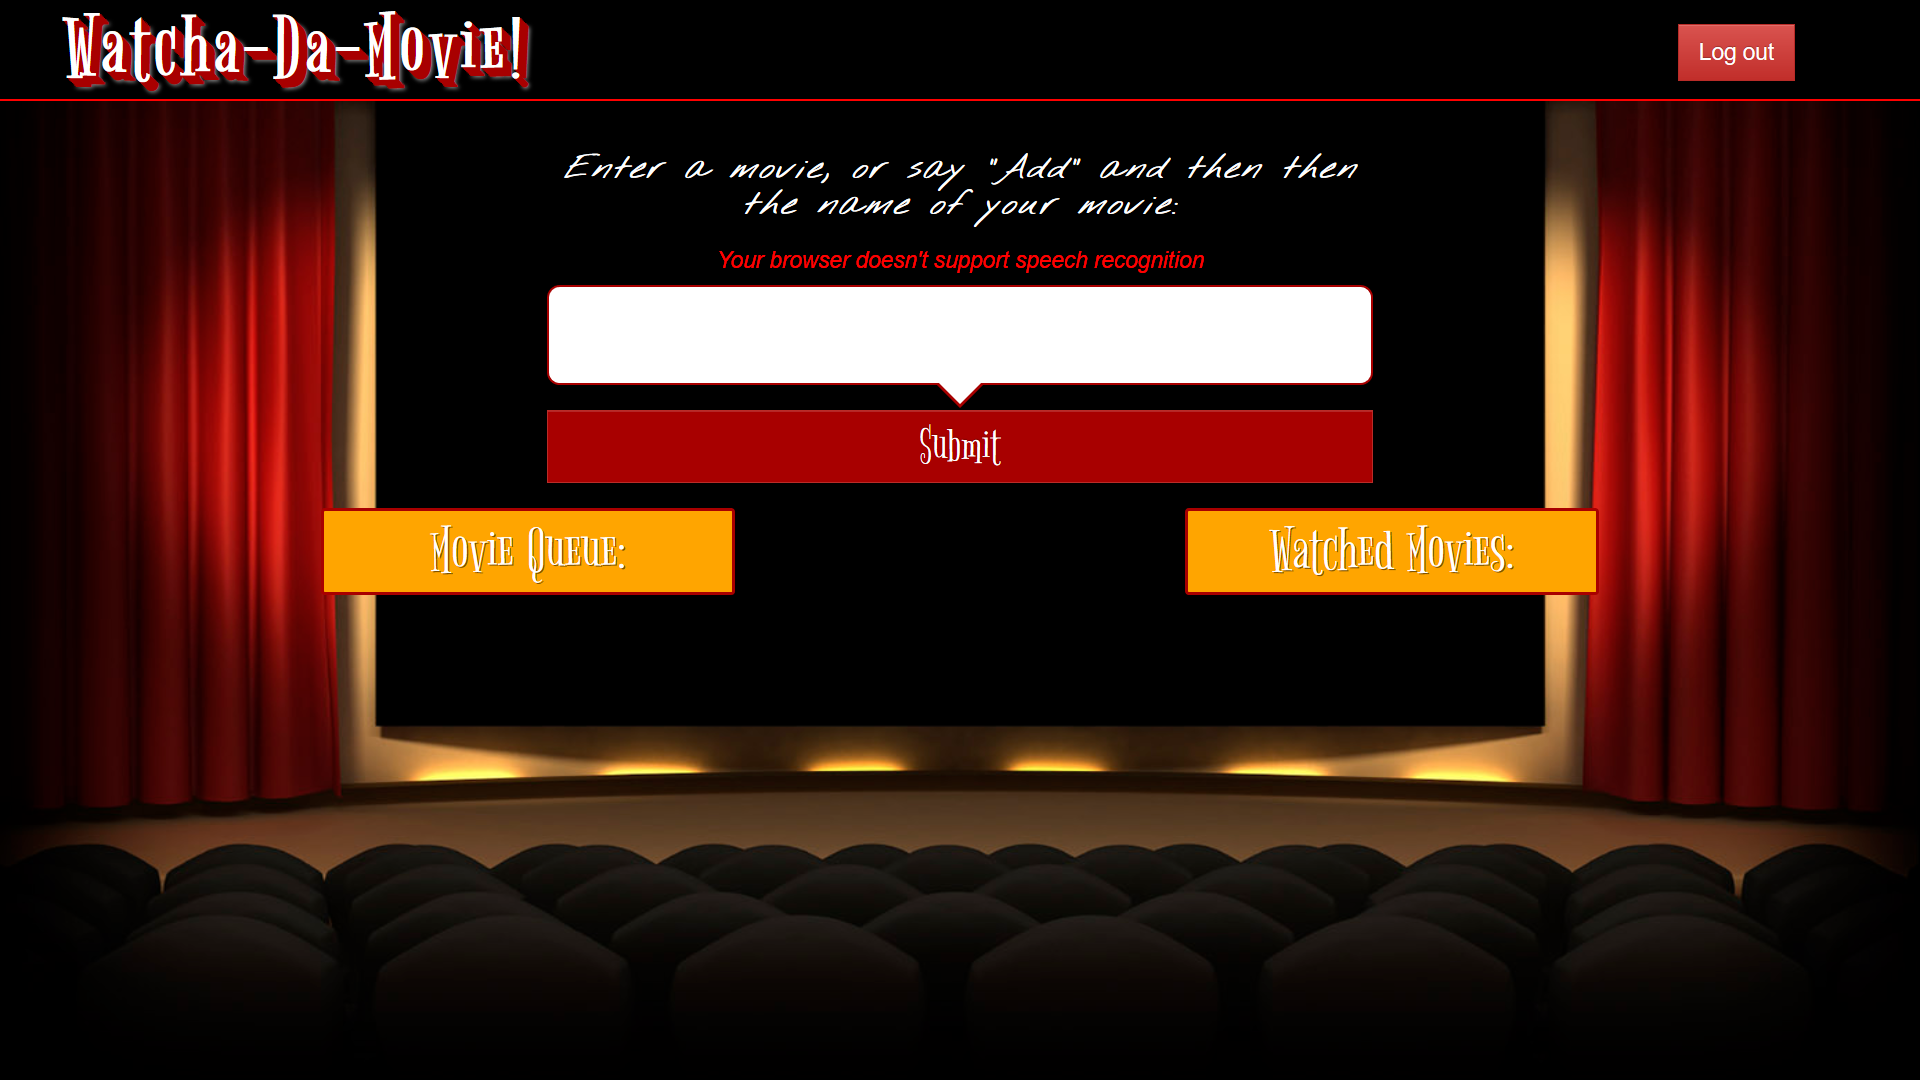 Watcha-Da-Movie!
Log out
Enter a movie, or say "Add" and then then
the name of your movie:
Your browser doesn't support speech recognition
Submit
Movie Queue:
Watched Movies: